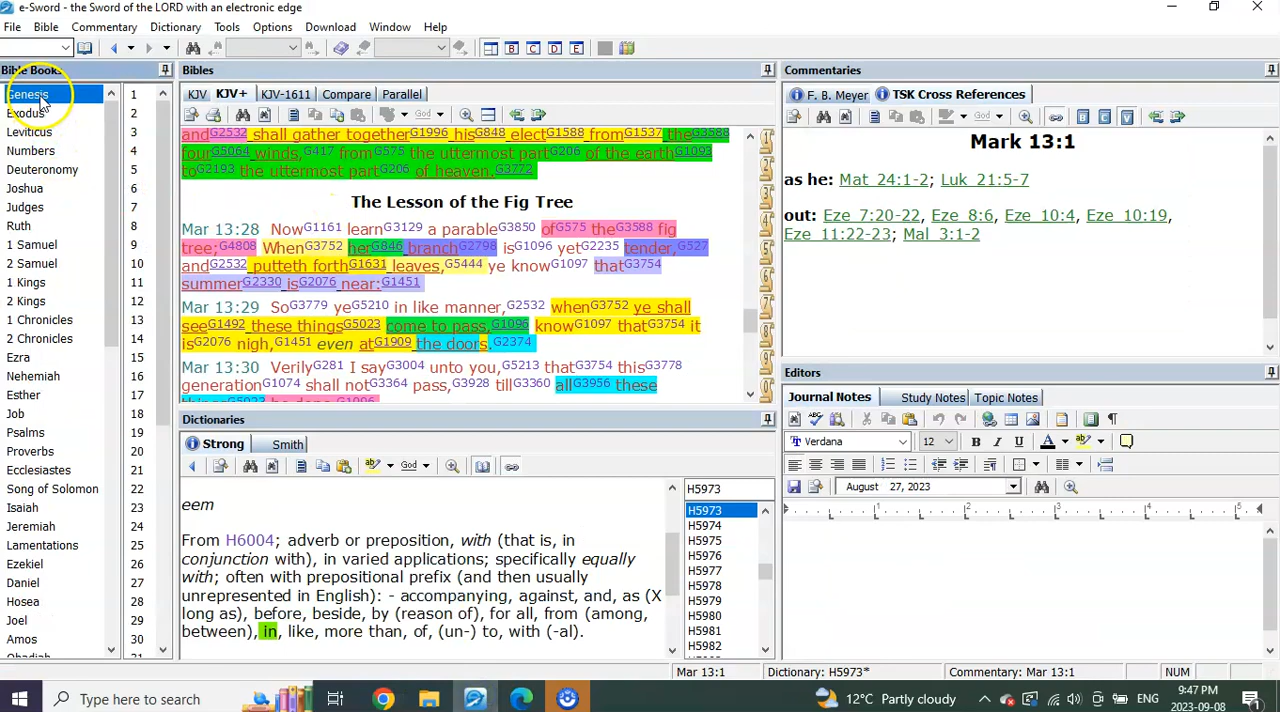 e-Sword - the Sword of the LORD with an electronic edge
File Bible Commentary Dictionary Tools Options Download Window Help
B C D E
Bible Books
Genesis 1
Exodus 2
Leviticus 3
Numbers 4
Deuteronomy 5
Joshua 6
Judges 7
Ruth 8
1 Samuel 9
2 Samuel 10
1 Kings 11
2 Kings 12
1 Chronicles 13
2 Chronicles 14
Ezra 15
Nehemiah 16
Esther 17
Job 18
Psalms 19
Proverbs 20
Ecclesiastes 21
Song of Solomon 22
Isaiah 23
Jeremiah 24
Lamentations 25
Ezekiel 26
Daniel 27
Hosea 28
Joel 29
Amos 30
Bibles
KJV KJV+ KJV-1611 Compare Parallel
God
andG2532 shall gather togetherG1996 hisG848 electG1588 fromG1537 theG3588
fourG5064 winds,G417 fromG575 the uttermost partG206 of the earthG1093
toG2193 the uttermost partG206 of heaven.G3772
The Lesson of the Fig Tree
Mar 13:28 NowG1161 learnG3129 a parableG3850 ofG575 theG3588 fig
tree;G4808 WhenG3752 herG846 branchG2798 isG1096 yetG2235 tender,G527
andG2532 putteth forthG1631 leaves,G5444 ye knowG1097 thatG3754
summerG2330 isG2076 near:G1451
Mar 13:29 SoG3779 yeG5210 in like manner,G2532 whenG3752 ye shall
seeG1492 these thingsG5023 come to pass,G1096 knowG1097 thatG3754 it
isG2076 nigh,G1451 even atG1909 the doors.G2374
Mar 13:30 VerilyG281 I sayG3004 unto you,G5213 thatG3754 thisG3778
generationG1074 shall notG3364 pass,G3928 tillG3360 allG3956 these
thingsG5023 be done.G1096
Dictionaries
Strong Smith
God
eem
From H6004; adverb or preposition, with (that is, in
conjunction with), in varied applications; specifically equally
with; often with prepositional prefix (and then usually
unrepresented in English): - accompanying, against, and, as (X
long as), before, beside, by (reason of), for all, from (among,
between), in, like, more than, of, (un-) to, with (-al).
H5973
H5973
H5974
H5975
H5976
H5977
H5978
H5979
H5980
H5981
H5982
Commentaries
F. B. Meyer TSK Cross References
God B C V
Mark 13:1
as he: Mat 24:1-2; Luk 21:5-7
out: Eze 7:20-22, Eze 8:6, Eze 10:4, Eze 10:19,
Eze 11:22-23; Mal 3:1-2
Editors
Journal Notes Study Notes Topic Notes
Verdana 12 B I U A
August 27, 2023
1 2 3 4 5
Mar 13:1 Dictionary: H5973* Commentary: Mar 13:1 NUM
Type here to search
12°C Partly cloudy ENG 9:47 PM
2023-09-08
1